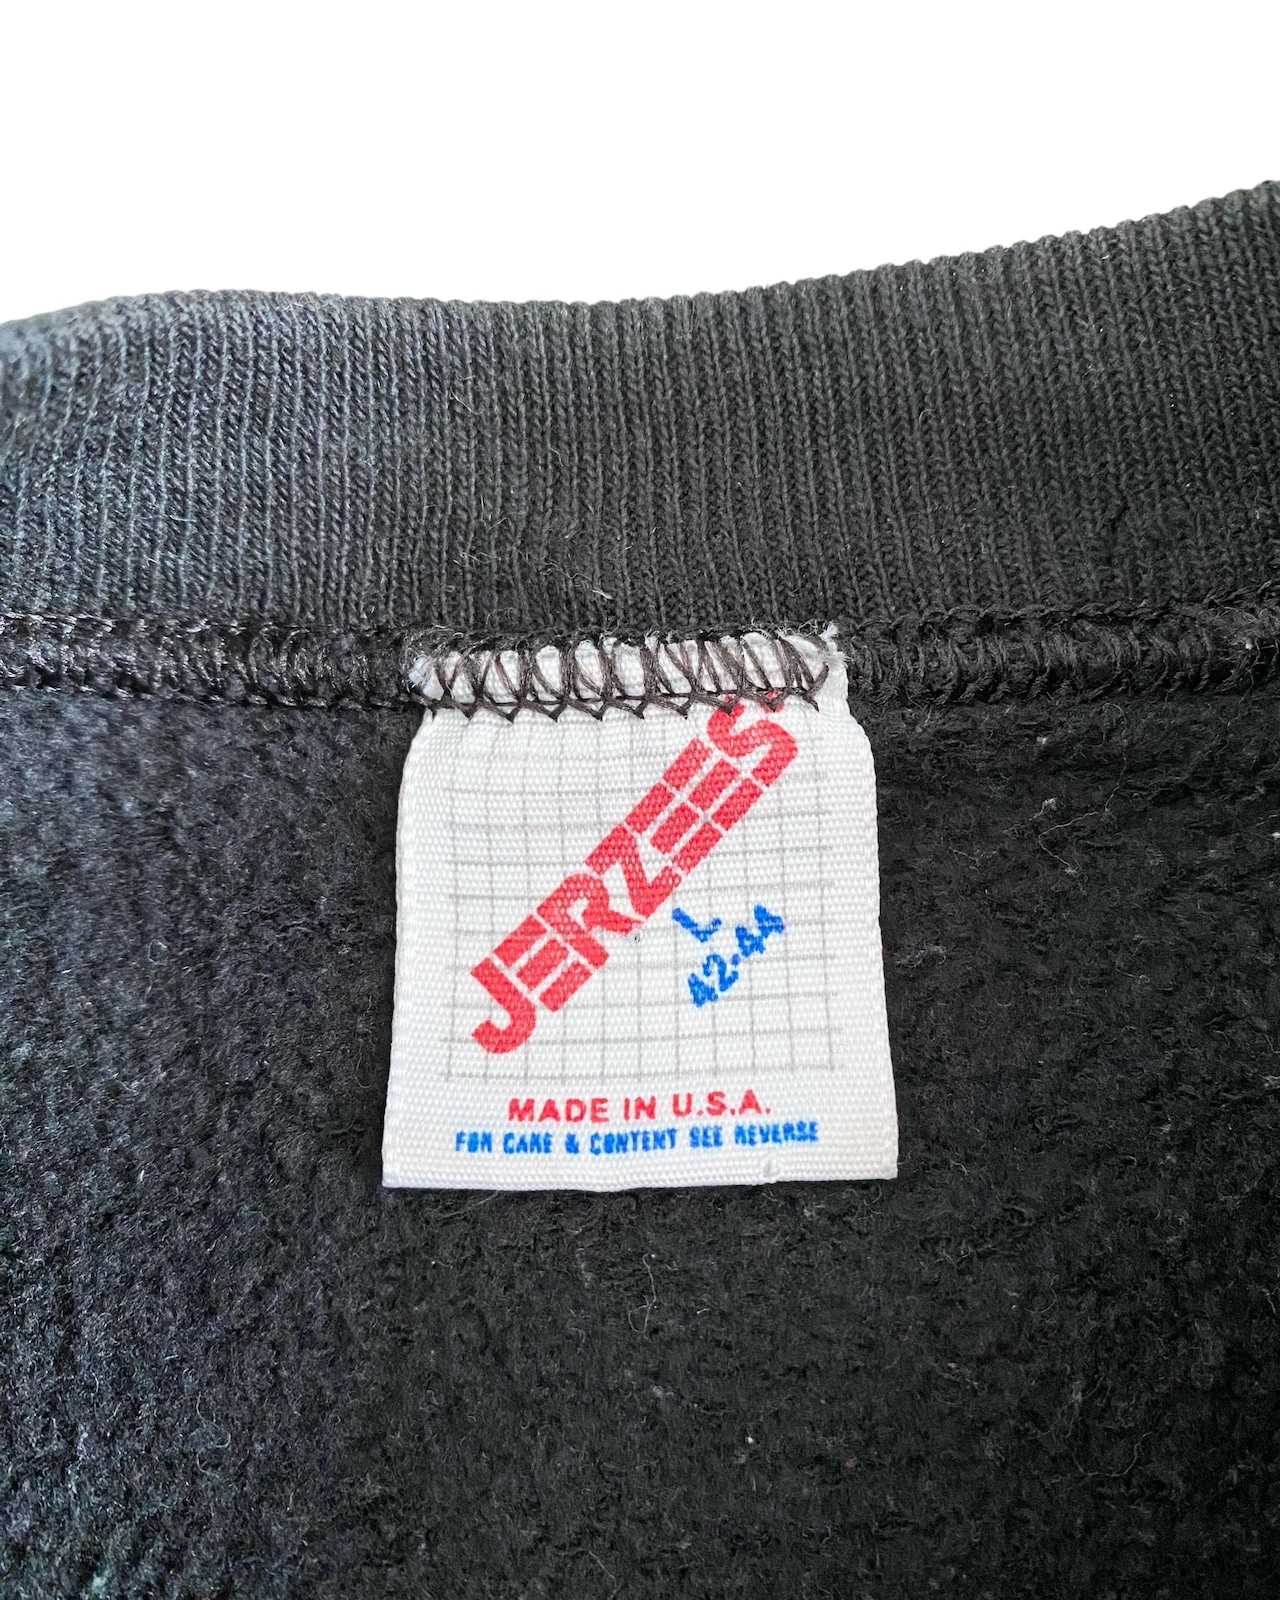 JERZEES
L
42-44
MADE IN U.S.A.
FOR CARE & CONTENT SEE REVERSE